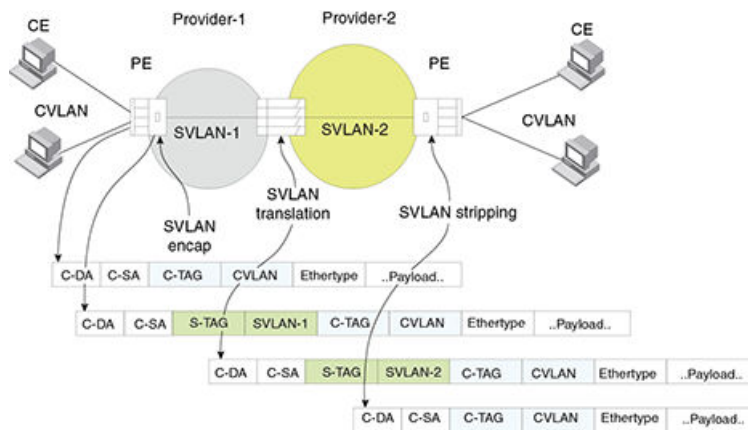 Provider-1 Provider-2
CE CE
PE PE
CVLAN SVLAN-1 SVLAN-2 CVLAN
SVLAN
encap
SVLAN
translation
SVLAN stripping
C-DA C-SA C-TAG CVLAN Ethertype ..Payload..
C-DA C-SA S-TAG SVLAN-1 C-TAG CVLAN Ethertype ..Payload..
C-DA C-SA S-TAG SVLAN-2 C-TAG CVLAN Ethertype ..Payload..
C-DA C-SA C-TAG CVLAN Ethertype ..Payload..